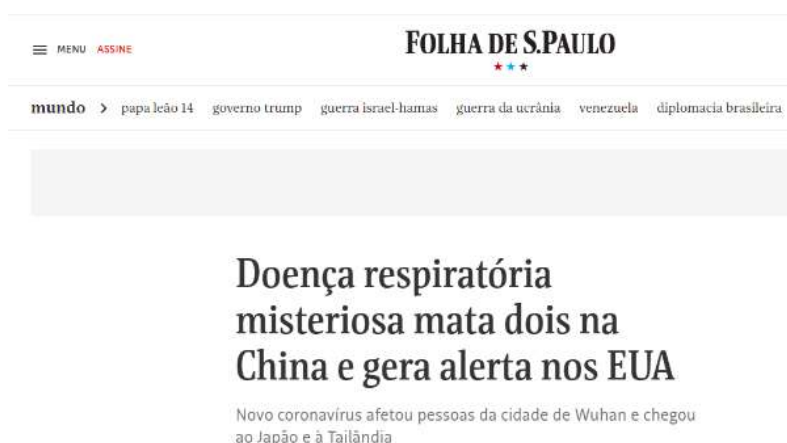 MENU ASSINE
FOLHA DE S.PAULO
mundo > papa leão 14 governo trump guerra israel-hamas guerra da ucrânia venezuela diplomacia brasileira
Doença respiratória
misteriosa mata dois na
China e gera alerta nos EUA
Novo coronavírus afetou pessoas da cidade de Wuhan e chegou
ao Japão e à Tailândia